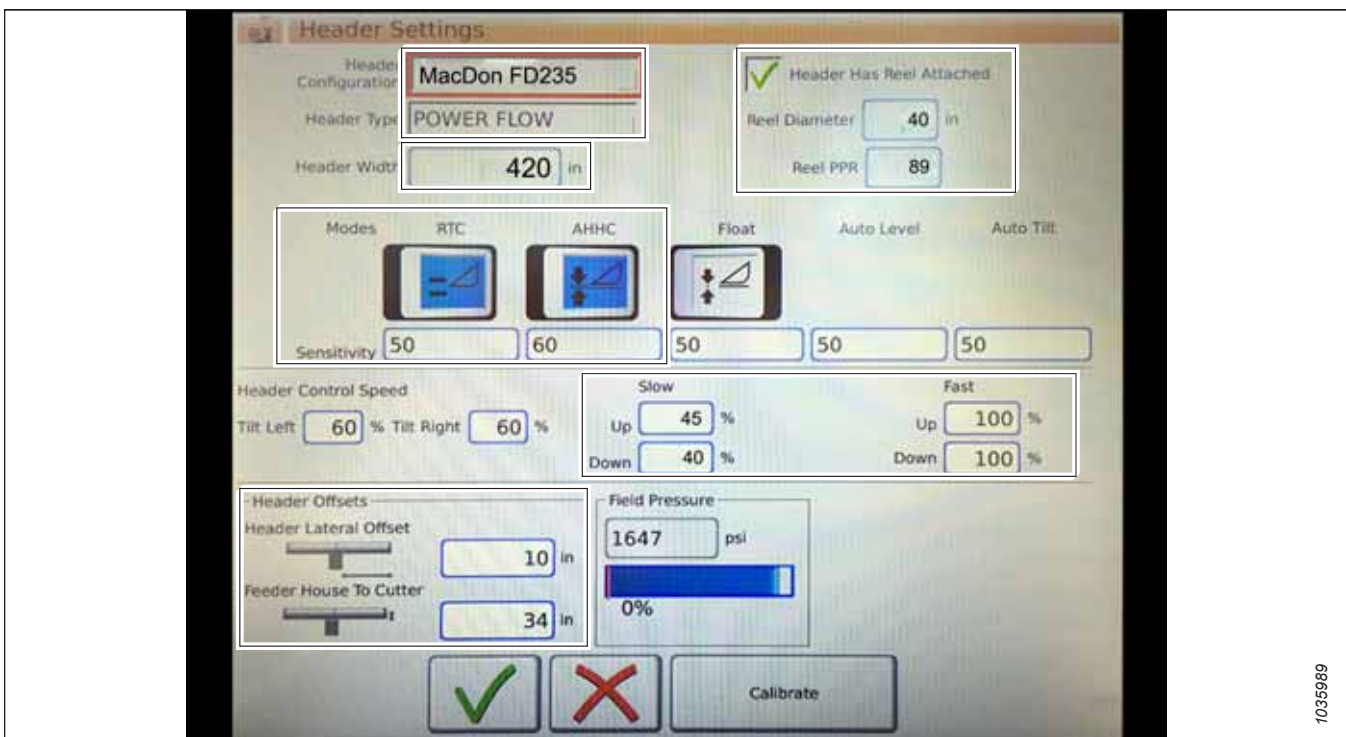 Header Settings
Header Configuration MacDon FD235
Header Has Reel Attached
Header Type POWER FLOW
Reel Diameter 40 in
Header Width 420 in
Reel PPR 89
Modes RTC AHHC Float Auto Level Auto Tilt
Sensitivity 50 60 50 50 50
Header Control Speed
Slow Fast
Tilt Left 60 % Tilt Right 60 %
Up 45 % Up 100 %
Down 40 % Down 100 %
Header Offsets
Header Lateral Offset
10 in
Feeder House To Cutter
34 in
Field Pressure
1647 psi
0%
Calibrate
1035989